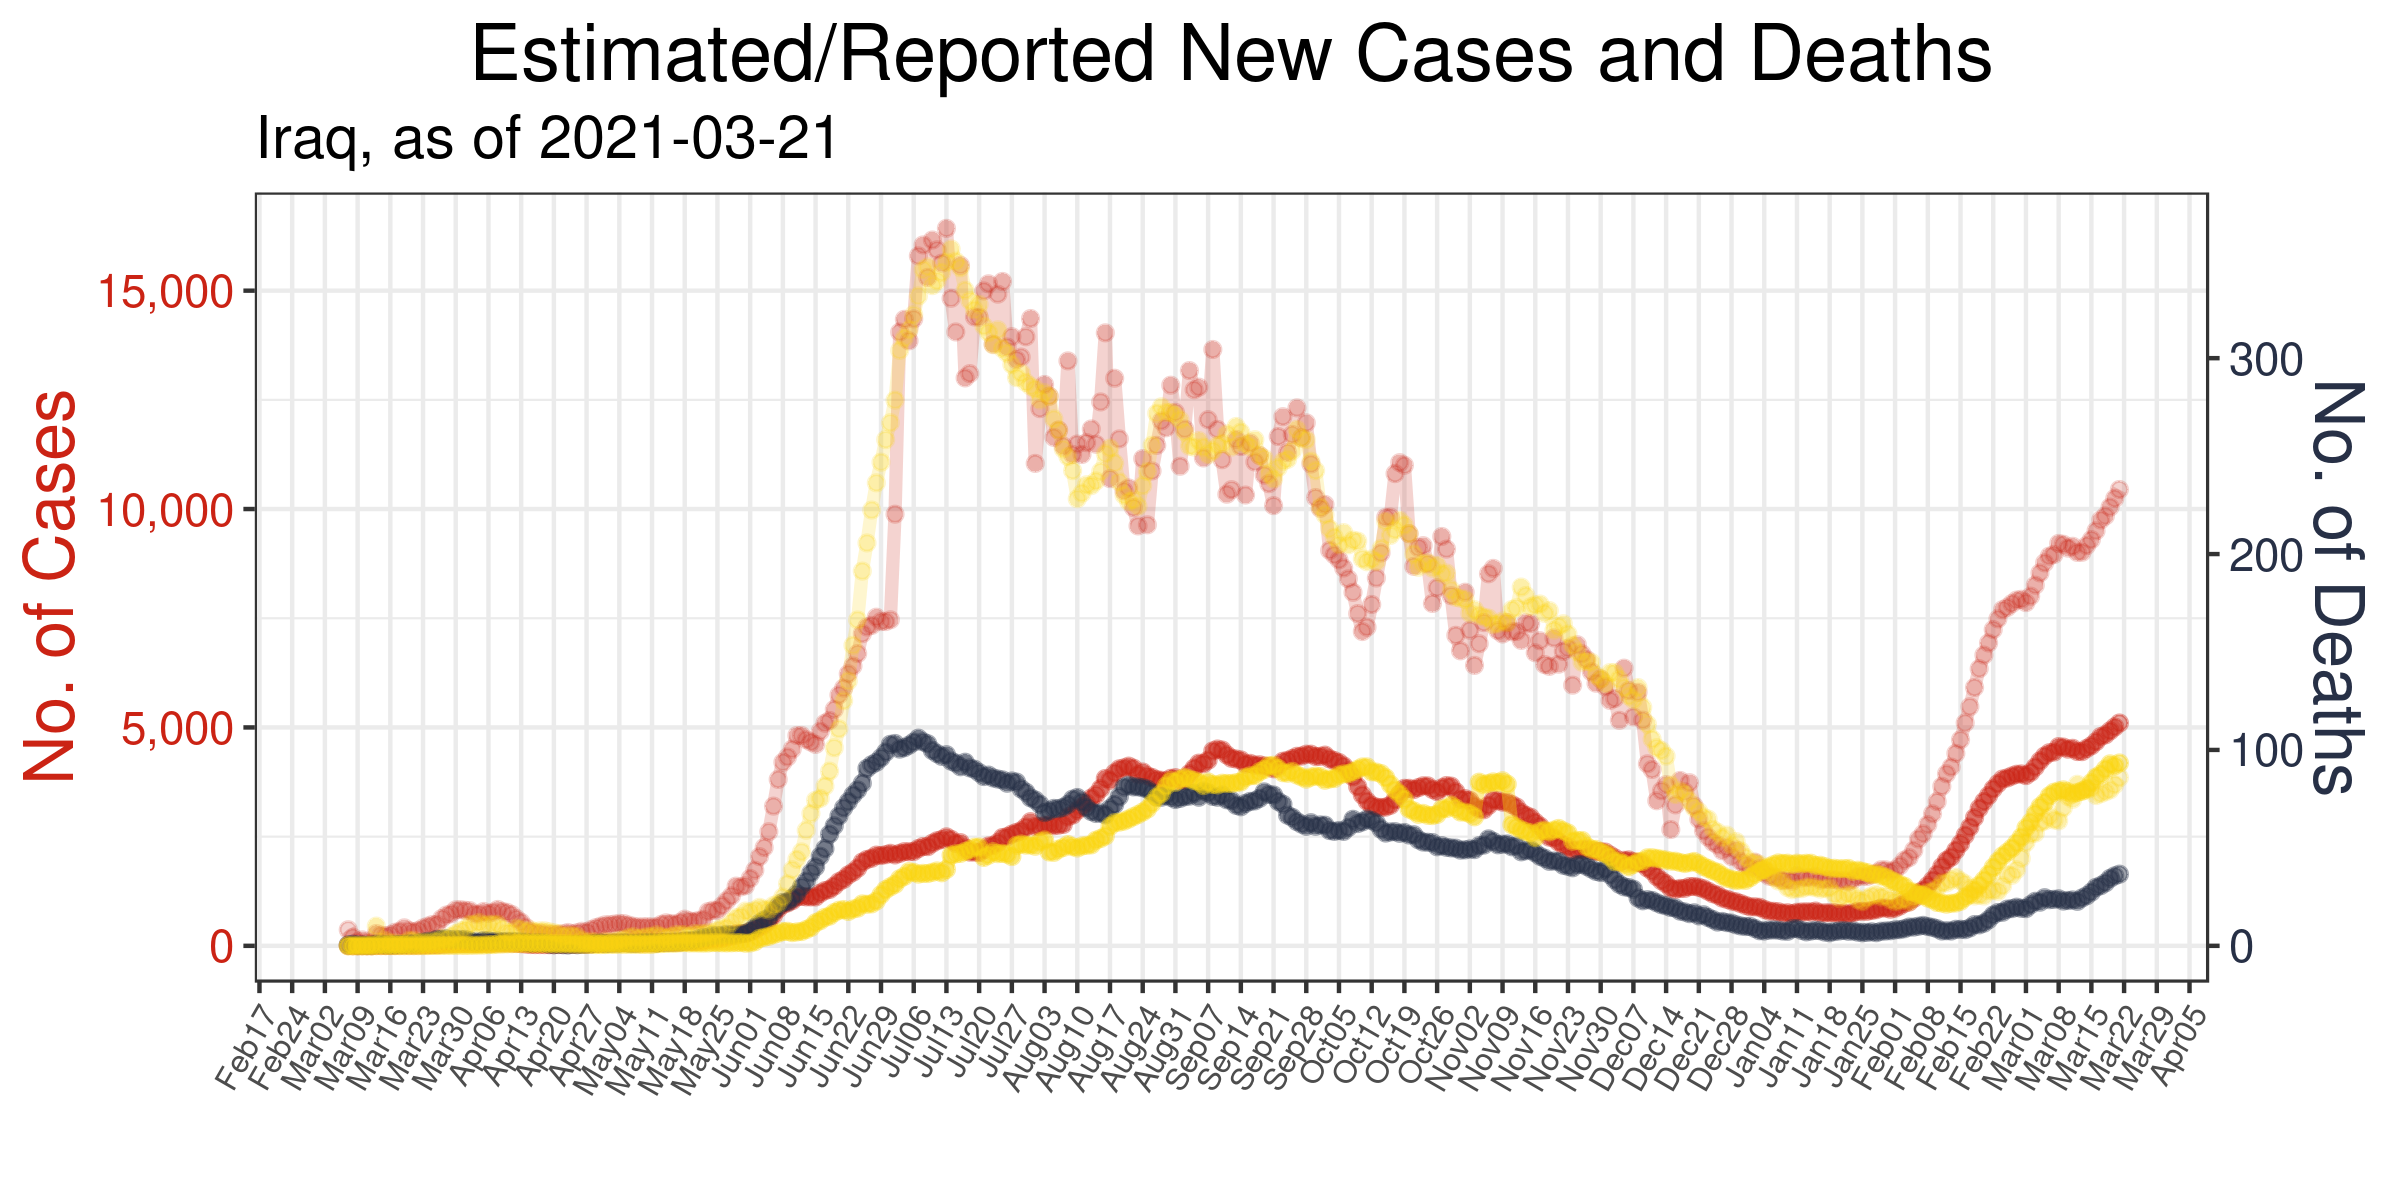 Estimated/Reported New Cases and Deaths
Iraq, as of 2021-03-21
No. of Cases
15,000
10,000
5,000
0
300
200
100
0
No. of Deaths
Feb17
Feb24
Mar02
Mar09
Mar16
Mar23
Mar30
Apr06
Apr13
Apr20
Apr27
May04
May11
May18
May25
Jun01
Jun08
Jun15
Jun22
Jun29
Jul06
Jul13
Jul20
Jul27
Aug03
Aug10
Aug17
Aug24
Aug31
Sep07
Sep14
Sep21
Sep28
Oct05
Oct12
Oct19
Oct26
Nov02
Nov09
Nov16
Nov23
Nov30
Dec07
Dec14
Dec21
Dec28
Jan04
Jan11
Jan18
Jan25
Feb01
Feb08
Feb15
Feb22
Mar01
Mar08
Mar15
Mar22
Mar29
Apr05